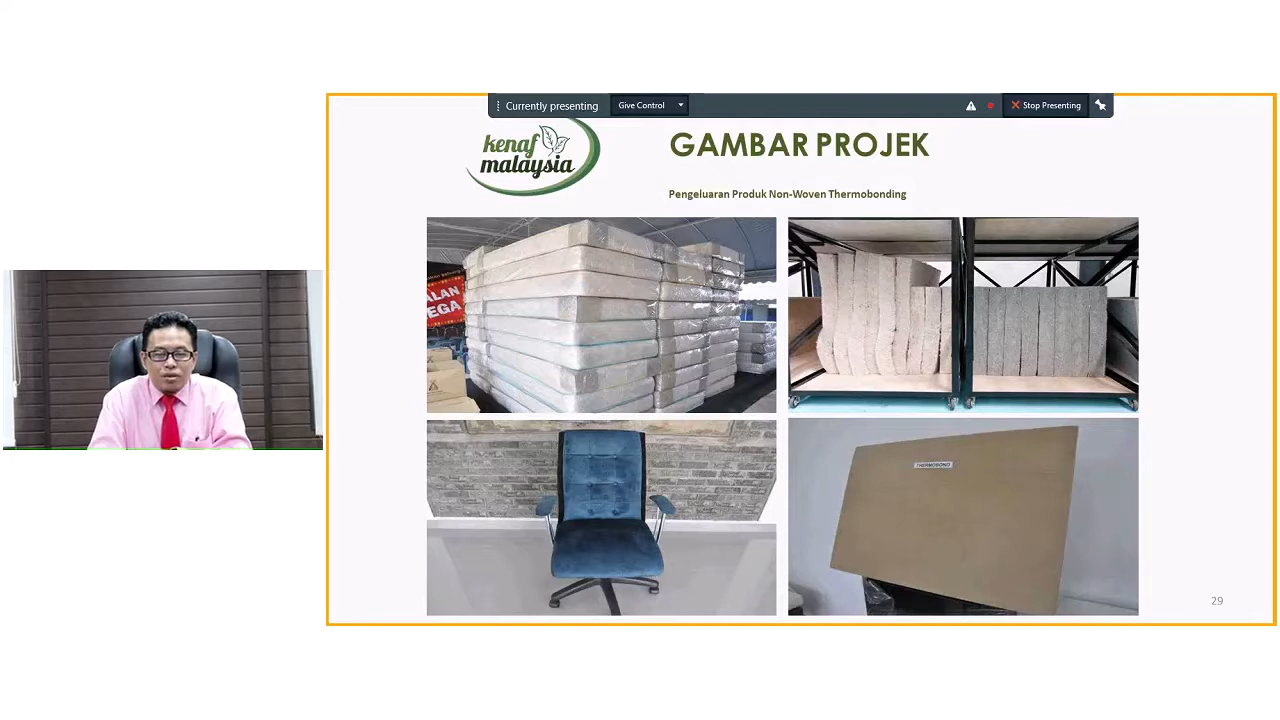 Currently presenting
Give Control
Stop Presenting
kenaf
malaysia
GAMBAR PROJEK
Pengeluaran Produk Non-Woven Thermobonding
THERMOBOND
29